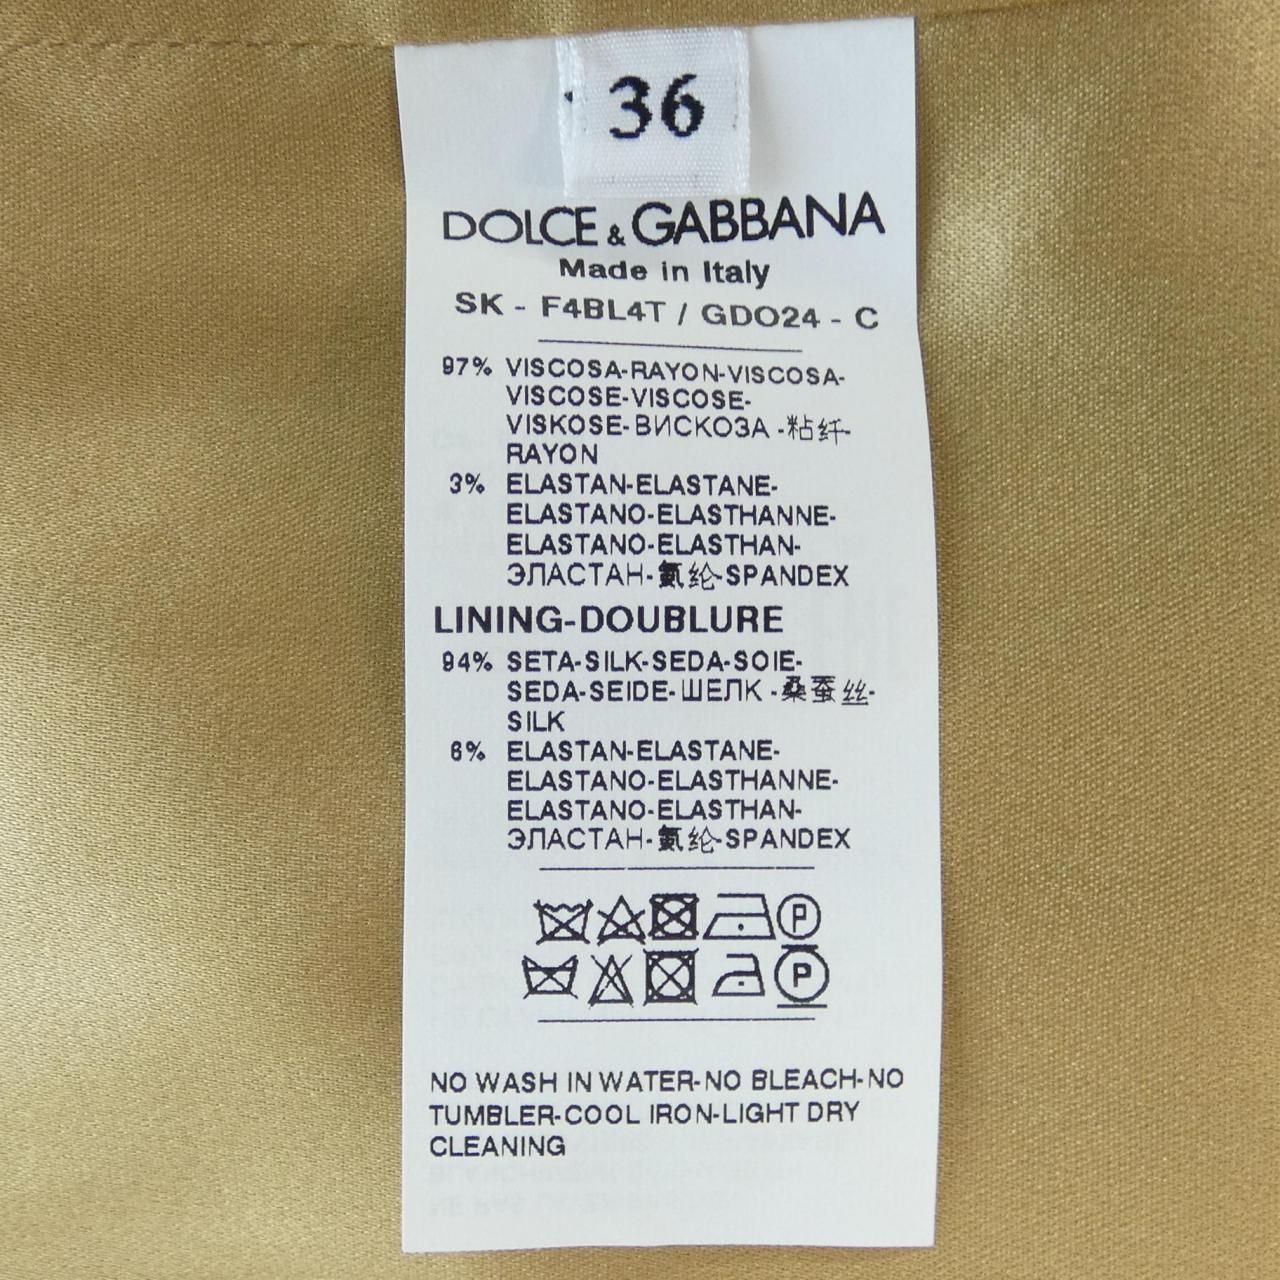 36
DOLCE & GABBANA
Made in Italy
SK - F4BL4T / GDO24 - C
97% VISCOSA-RAYON-VISCOSA-
VISCOSE-VISCOSE-
VISKOSE-ВИСКОЗА -粘纤-
RAYON
3% ELASTAN-ELASTANE-
ELASTANO-ELASTHANNE-
ELASTANO-ELASTHAN-
ЭЛАСТАН-氨纶-SPANDEX
LINING-DOUBLURE
94% SETA-SILK-SEDA-SOIE-
SEDA-SEIDE-ШЕЛК -桑蚕丝-
SILK
6% ELASTAN-ELASTANE-
ELASTANO-ELASTHANNE-
ELASTANO-ELASTHAN-
ЭЛАСТАН-氨纶-SPANDEX
P
P
NO WASH IN WATER-NO BLEACH-NO
TUMBLER-COOL IRON-LIGHT DRY
CLEANING